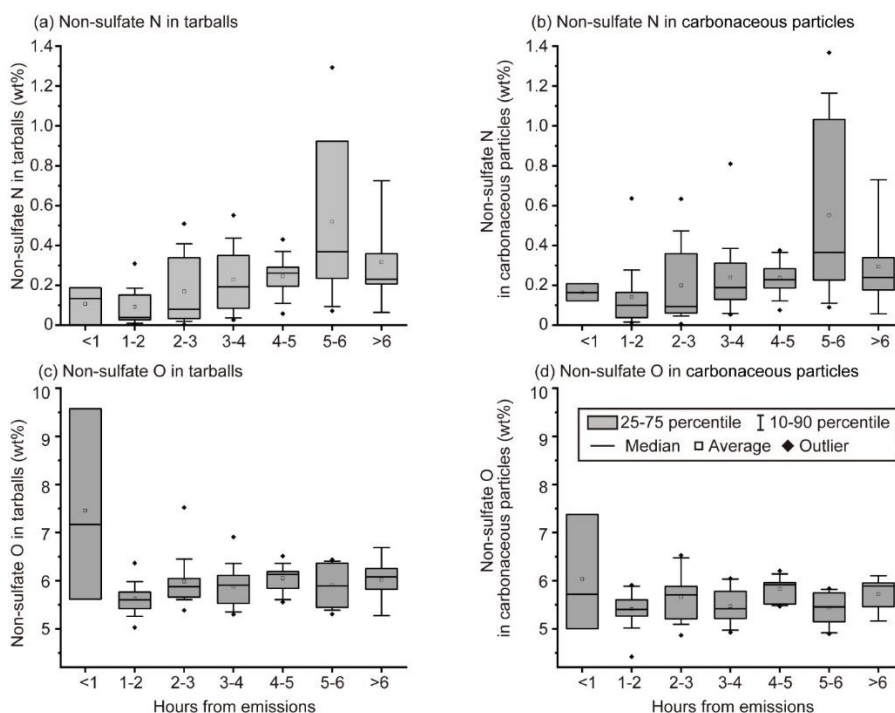 (a) Non-sulfate N in tarballs
Non-sulfate N in tarballs (wt%)
1.4
1.2
1.0
0.8
0.6
0.4
0.2
0
<1 1-2 2-3 3-4 4-5 5-6 >6
(b) Non-sulfate N in carbonaceous particles
Non-sulfate N
in carbonaceous particles (wt%)
1.4
1.2
1.0
0.8
0.6
0.4
0.2
0
<1 1-2 2-3 3-4 4-5 5-6 >6
(c) Non-sulfate O in tarballs
Non-sulfate O in tarballs (wt%)
10
9
8
7
6
5
<1 1-2 2-3 3-4 4-5 5-6 >6
Hours from emissions
(d) Non-sulfate O in carbonaceous particles
Non-sulfate O
in carbonaceous particles (wt%)
10
9
8
7
6
5
25-75 percentile 10-90 percentile
Median Average Outlier
<1 1-2 2-3 3-4 4-5 5-6 >6
Hours from emissions